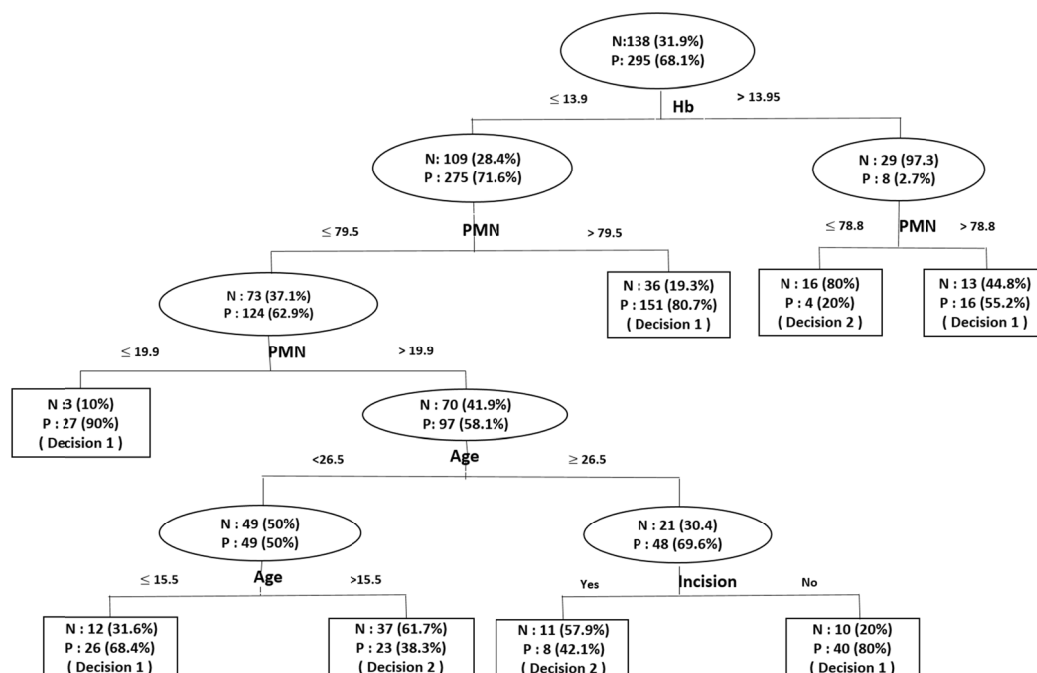 N:138 (31.9%)
P: 295 (68.1%)
≤ 13.9
Hb
> 13.95
N: 109 (28.4%)
P : 275 (71.6%)
N : 29 (97.3)
P : 8 (2.7%)
≤ 79.5
PMN
> 79.5
≤ 78.8
PMN
> 78.8
N : 73 (37.1%)
P : 124 (62.9%)
N : 36 (19.3%)
P : 151 (80.7%)
( Decision 1 )
N : 16 (80%)
P : 4 (20%)
( Decision 2 )
N : 13 (44.8%)
P : 16 (55.2%)
( Decision 1 )
≤ 19.9
PMN
> 19.9
N :3 (10%)
P : 27 (90%)
( Decision 1 )
N : 70 (41.9%)
P: 97 (58.1%)
<26.5
Age
≥ 26.5
N : 49 (50%)
P : 49 (50%)
N : 21 (30.4)
P : 48 (69.6%)
≤ 15.5
Age
>15.5
Yes
Incision
No
N : 12 (31.6%)
P : 26 (68.4%)
( Decision 1 )
N : 37 (61.7%)
P : 23 (38.3%)
( Decision 2 )
N : 11 (57.9%)
P : 8 (42.1%)
( Decision 2 )
N : 10 (20%)
P : 40 (80%)
( Decision 1 )